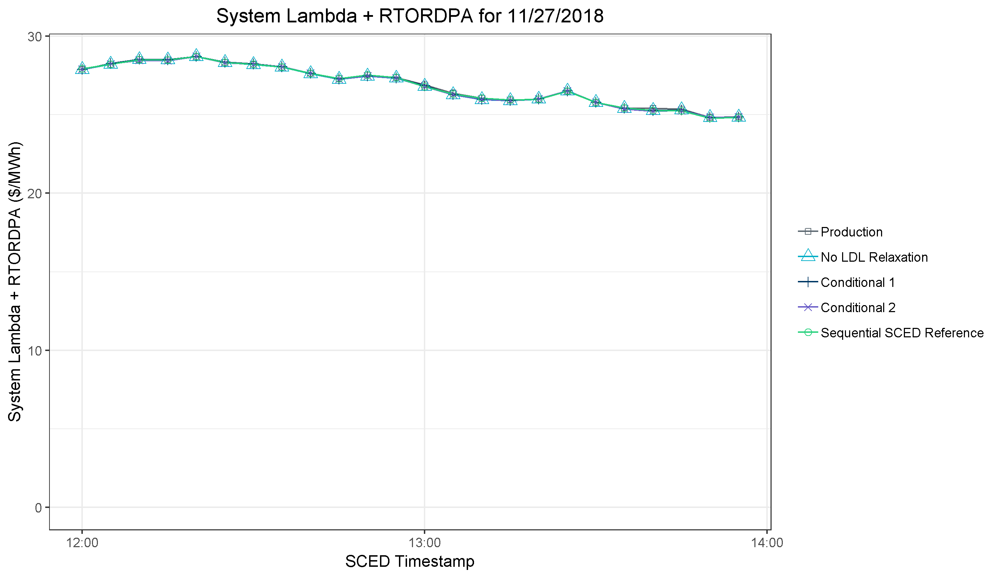 System Lambda + RTORDPA for 11/27/2018
System Lambda + RTORDPA ($/MWh)
30
20
10
0
12:00
13:00
14:00
SCED Timestamp
Production
No LDL Relaxation
Conditional 1
Conditional 2
Sequential SCED Reference